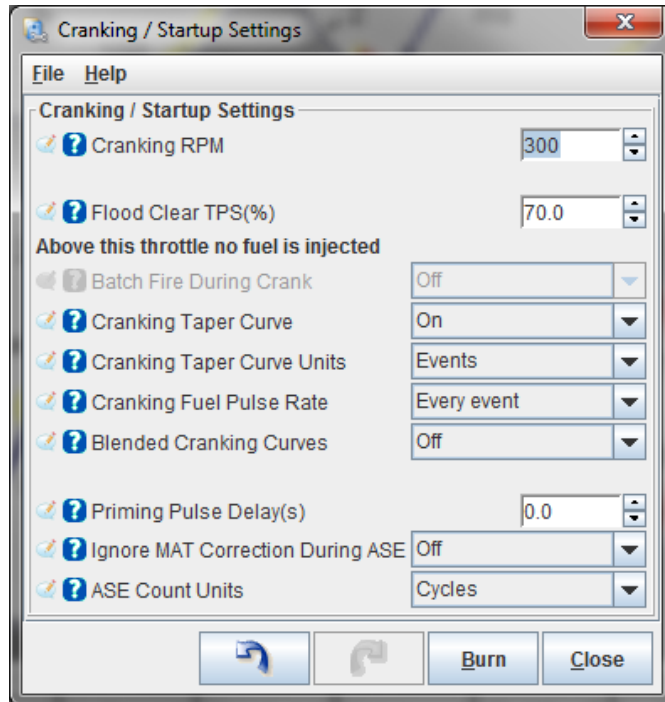 Cranking / Startup Settings
File Help
Cranking / Startup Settings
Cranking RPM 300
Flood Clear TPS(%) 70.0
Above this throttle no fuel is injected
Batch Fire During Crank Off
Cranking Taper Curve On
Cranking Taper Curve Units Events
Cranking Fuel Pulse Rate Every event
Blended Cranking Curves Off
Priming Pulse Delay(s) 0.0
Ignore MAT Correction During ASE Off
ASE Count Units Cycles
Burn Close